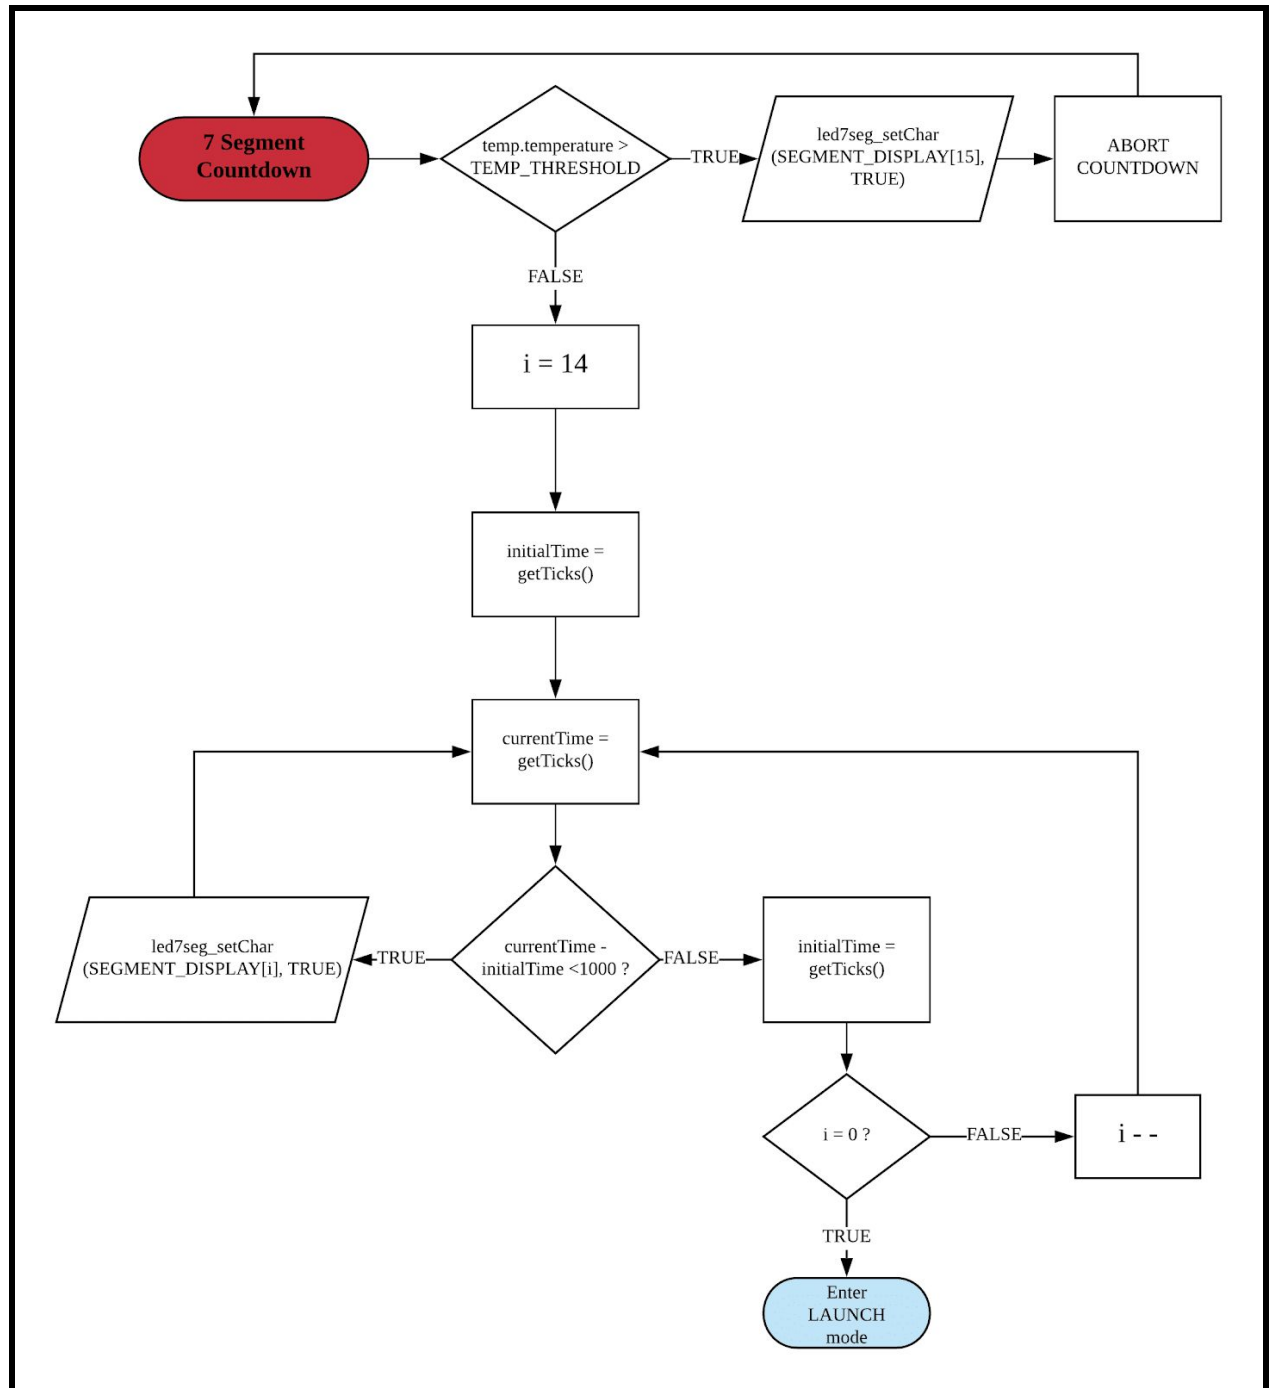 7 Segment
Countdown
temp.temperature >
TEMP_THRESHOLD
TRUE
led7seg_setChar
(SEGMENT_DISPLAY[15],
TRUE)
ABORT
COUNTDOWN
FALSE
i = 14
initialTime =
getTicks()
currentTime =
getTicks()
led7seg_setChar
(SEGMENT_DISPLAY[i], TRUE)
TRUE
currentTime -
initialTime <1000 ?
FALSE
initialTime =
getTicks()
i = 0 ?
FALSE
i - -
TRUE
Enter
LAUNCH
mode